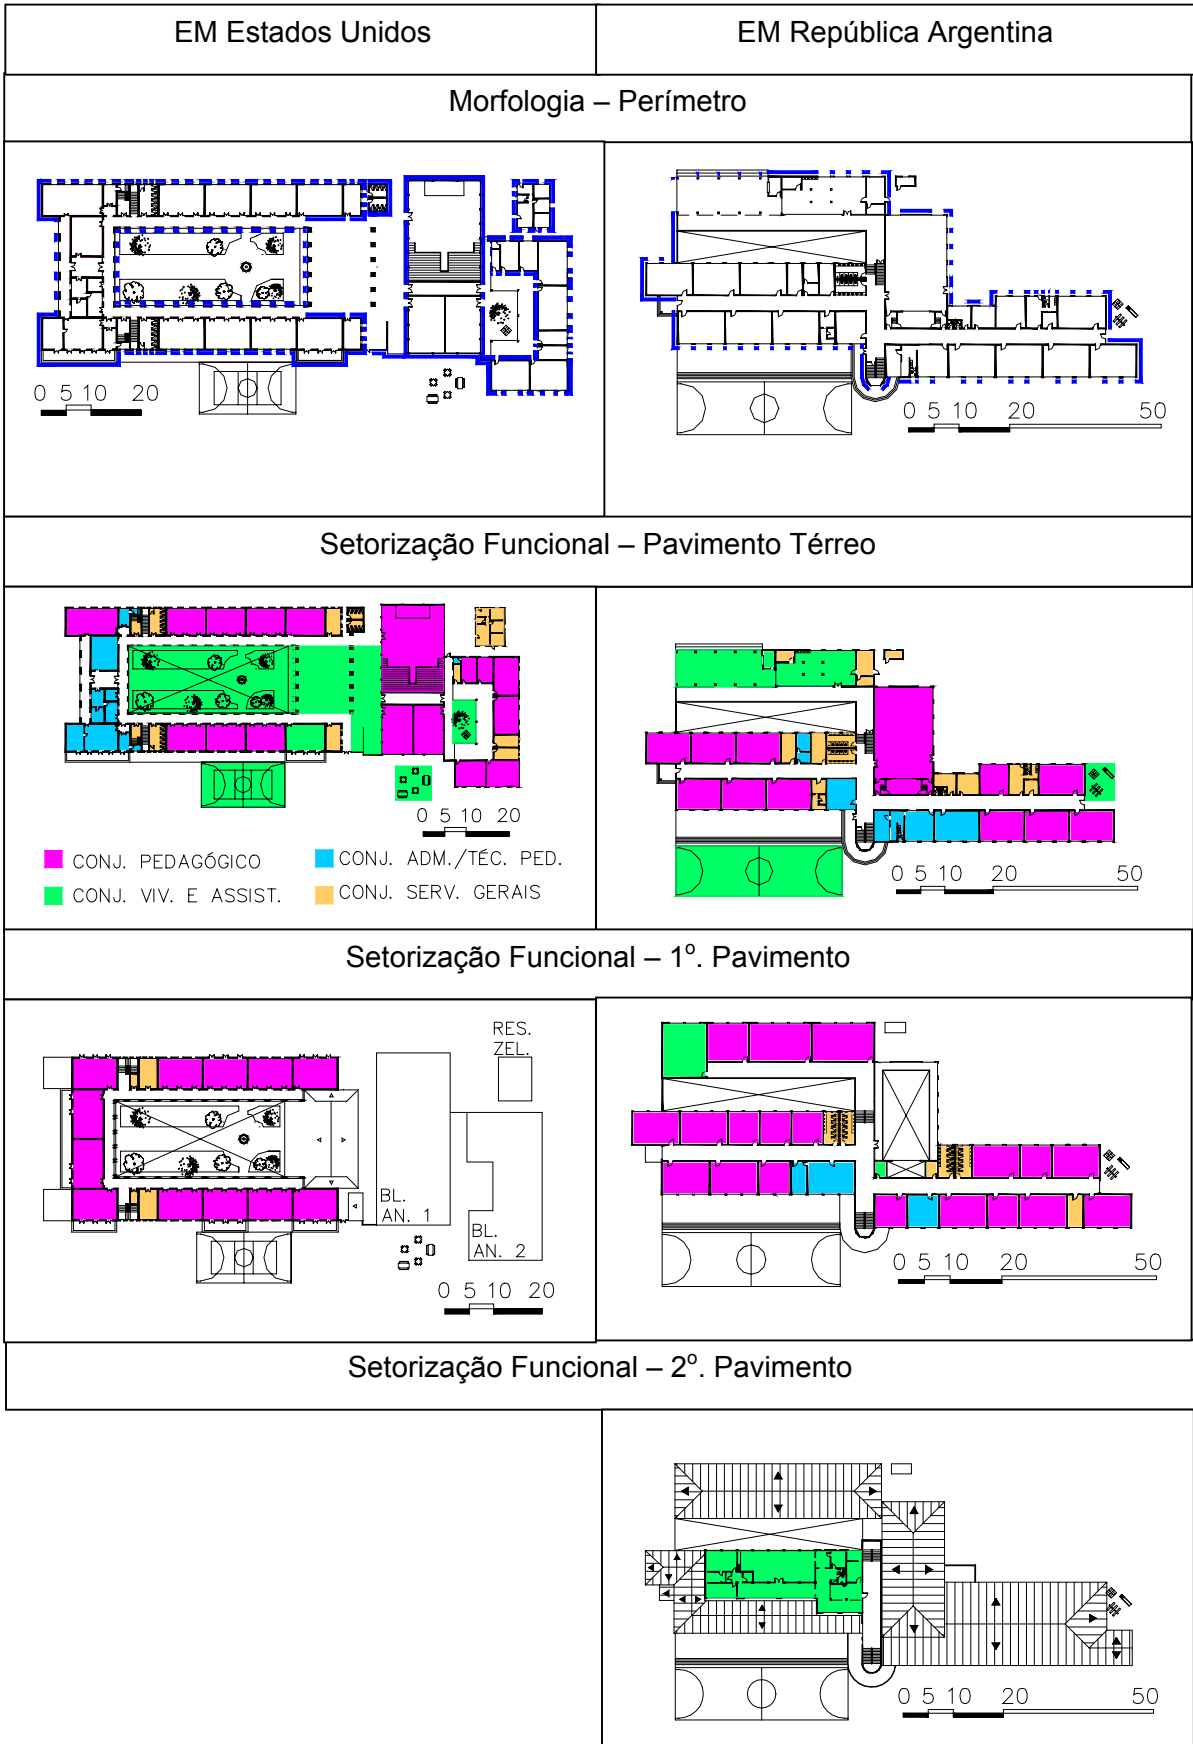 EM Estados Unidos
EM República Argentina
Morfologia – Perímetro
0 5 10 20
0 5 10 20 50
Setorização Funcional – Pavimento Térreo
0 5 10 20
CONJ. PEDAGÓGICO
CONJ. ADM./TÉC. PED.
CONJ. VIV. E ASSIST.
CONJ. SERV. GERAIS
0 5 10 20 50
Setorização Funcional – 1º. Pavimento
RES.
ZEL.
BL.
AN. 1
BL.
AN. 2
0 5 10 20
0 5 10 20 50
Setorização Funcional – 2º. Pavimento
0 5 10 20 50